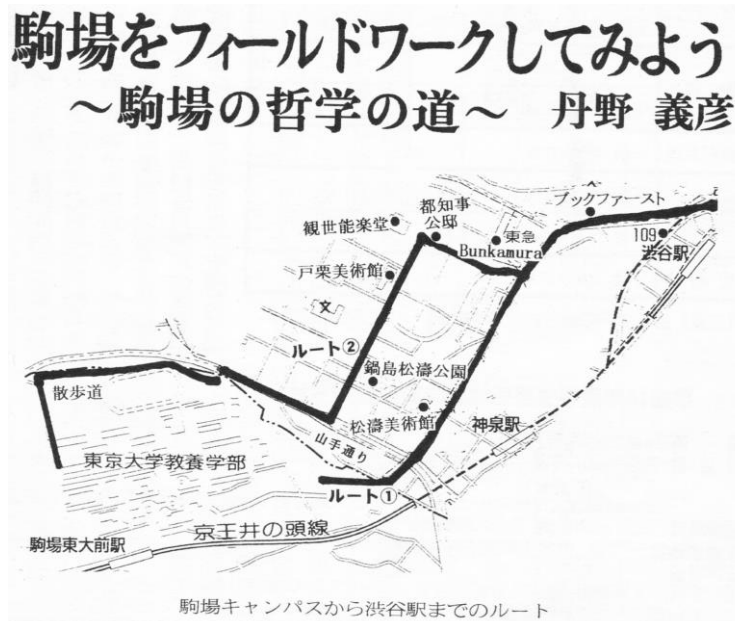 駒場をフィールドワークしてみよう
～駒場の哲学の道～ 丹野 義彦
ブックファースト
都知事
公邸
観世能楽堂
東急
Bunkamura
109
渋谷駅
戸栗美術館
文
ルート②
鍋島松濤公園
散歩道
松濤美術館
神泉駅
山手通り
東京大学教養学部
ルート①
京王井の頭線
駒場東大前駅
駒場キャンパスから渋谷駅までのルート